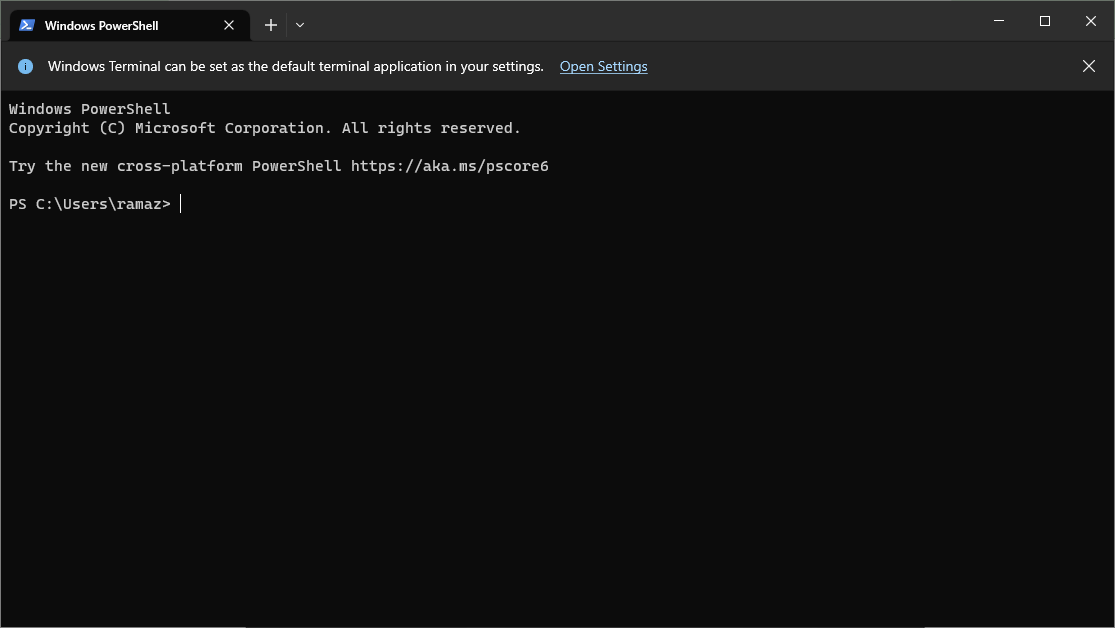 Windows PowerShell
Windows Terminal can be set as the default terminal application in your settings. Open Settings
Windows PowerShell
Copyright (C) Microsoft Corporation. All rights reserved.
Try the new cross-platform PowerShell https://aka.ms/pscore6
PS C:\Users\ramaz>